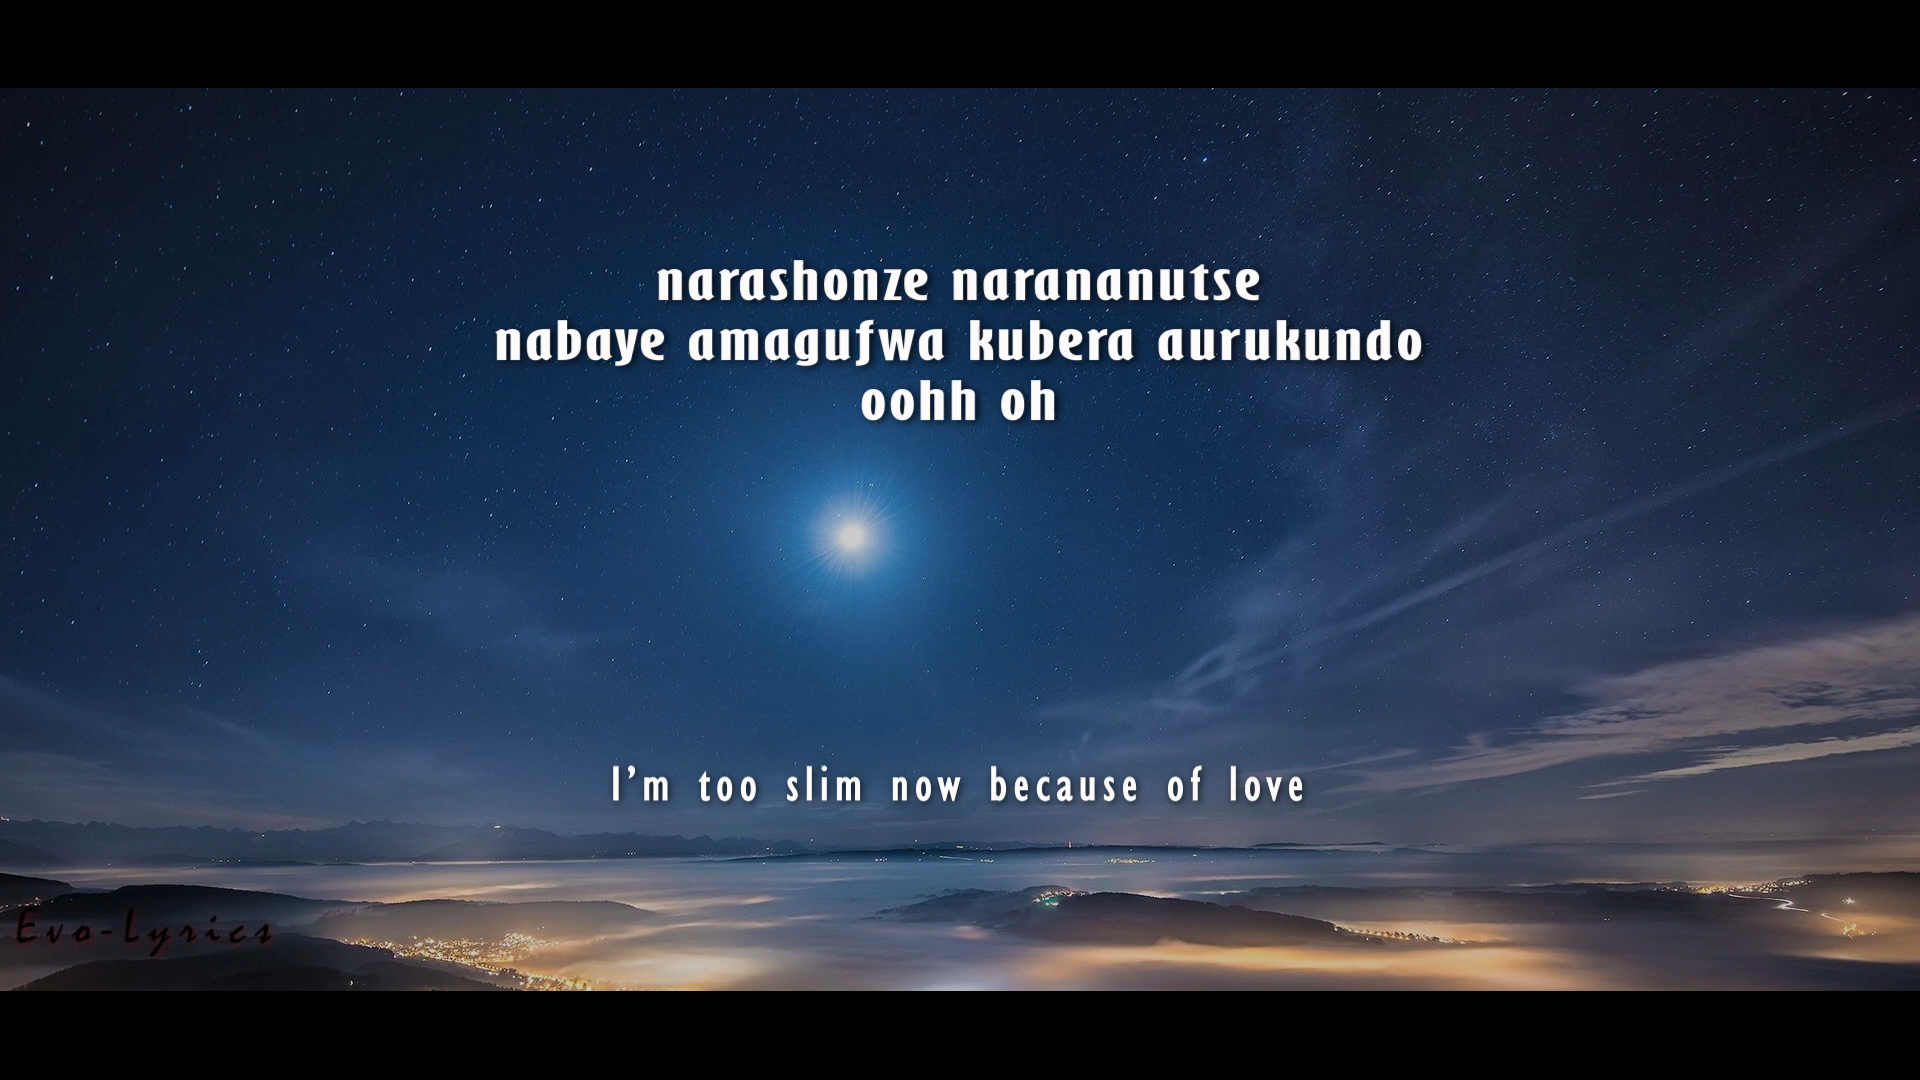 narashonze narananutse
nabaye amagufwa kubera aurukundo
oohh oh
I'm too slim now because of love
Evo-Lyrics